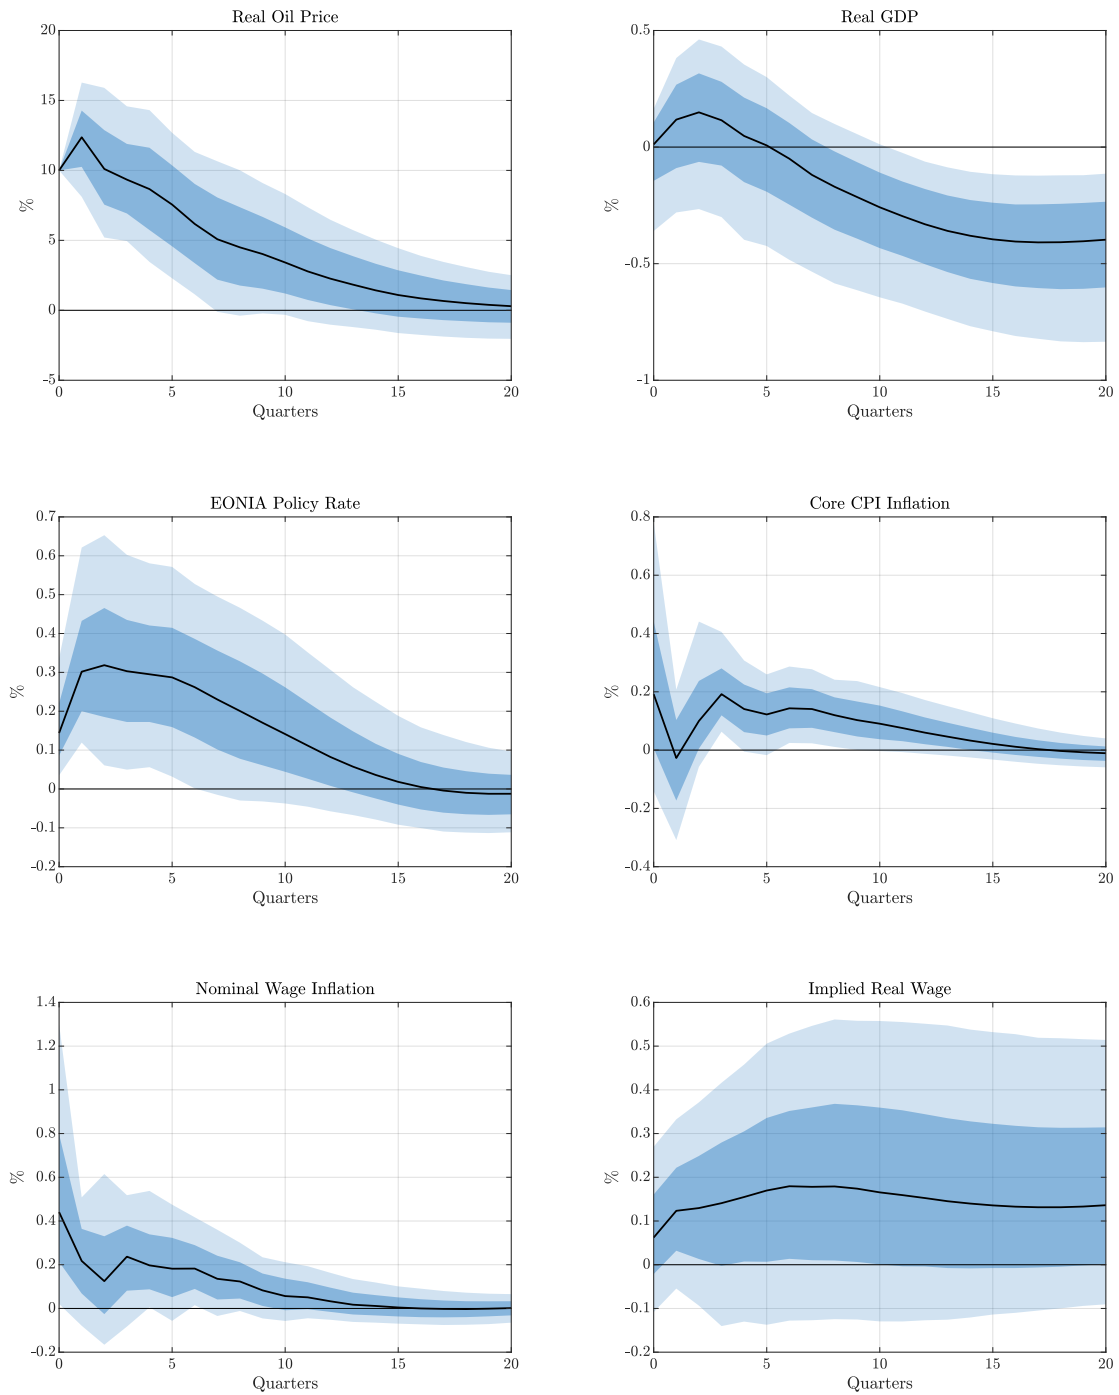 Real Oil Price
20
15
10
5
0
-5
%
0 5 10 15 20
Quarters
Real GDP
0.5
0
-0.5
-1
%
0 5 10 15 20
Quarters
EONIA Policy Rate
0.7
0.6
0.5
0.4
0.3
0.2
0.1
0
-0.1
-0.2
%
0 5 10 15 20
Quarters
Core CPI Inflation
0.8
0.6
0.4
0.2
0
-0.2
-0.4
%
0 5 10 15 20
Quarters
Nominal Wage Inflation
1.4
1.2
1
0.8
0.6
0.4
0.2
0
-0.2
%
0 5 10 15 20
Quarters
Implied Real Wage
0.6
0.5
0.4
0.3
0.2
0.1
0
-0.1
-0.2
%
0 5 10 15 20
Quarters